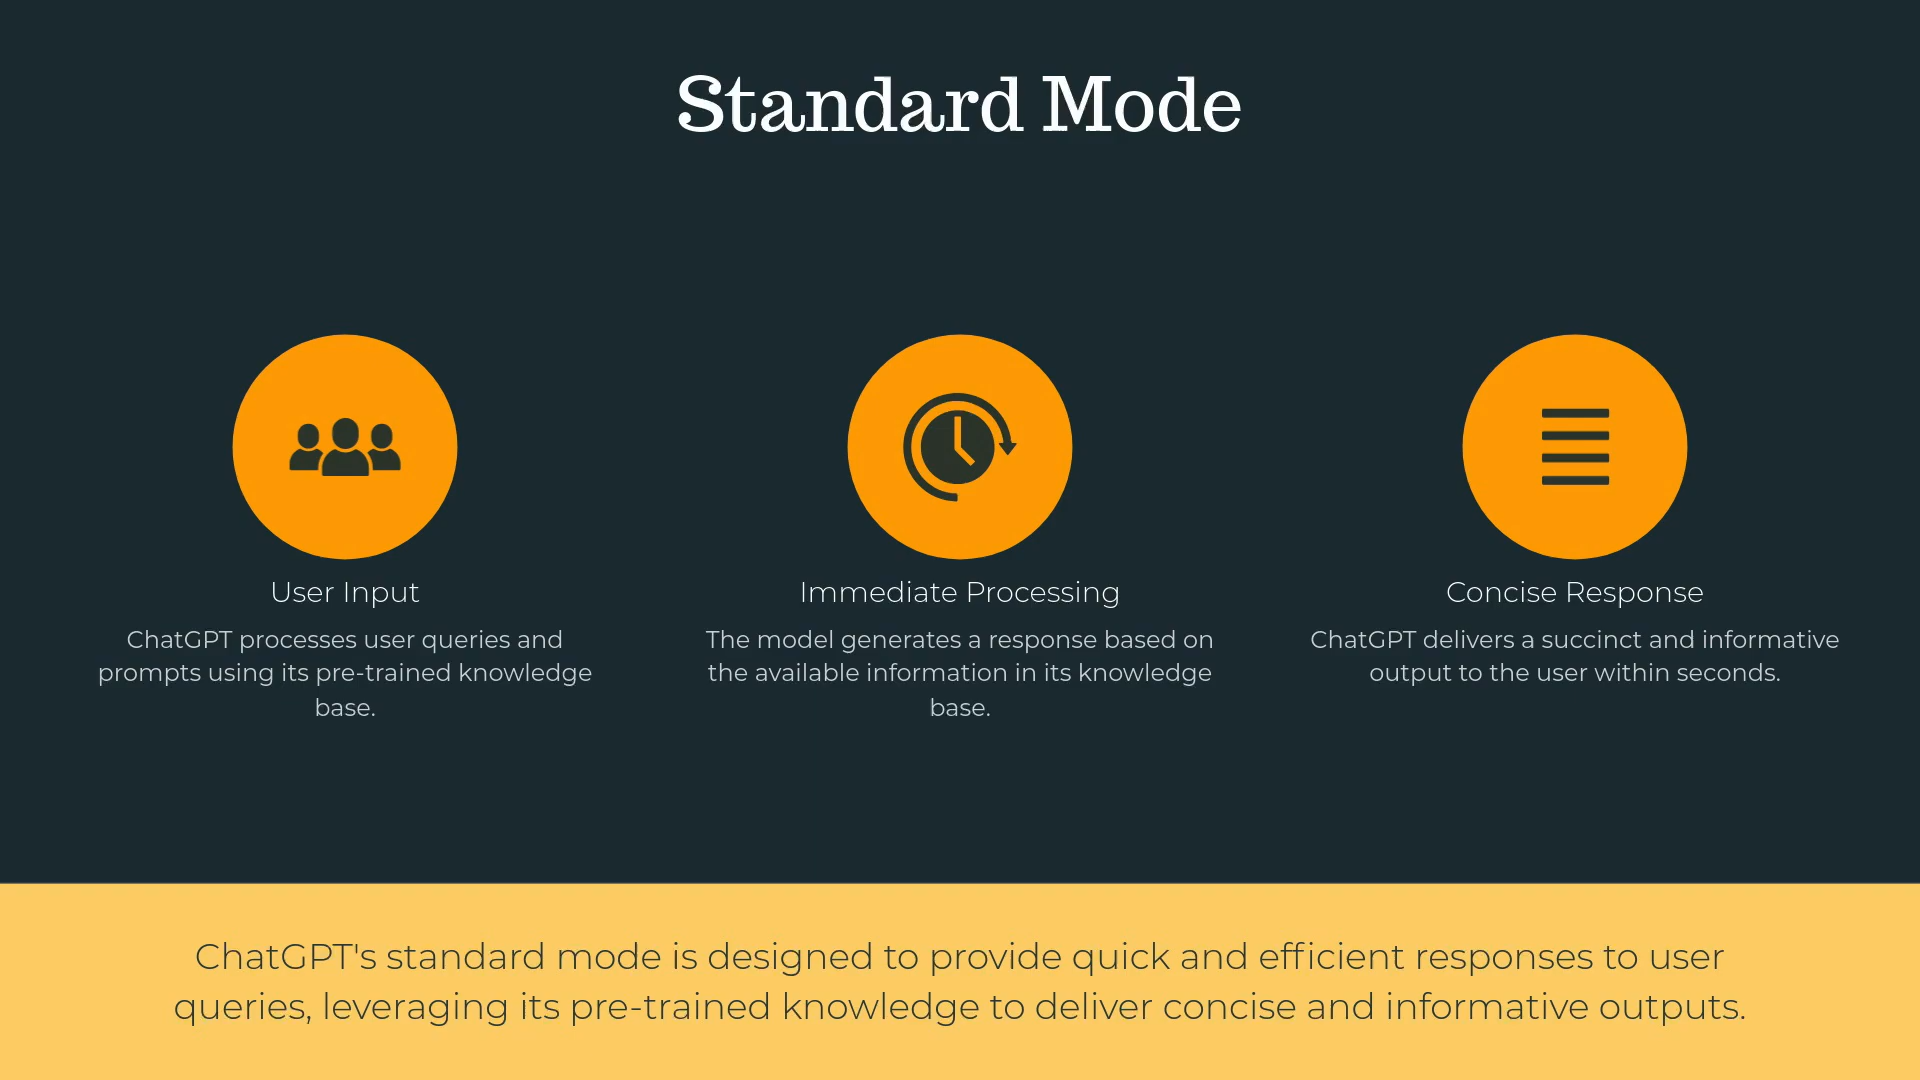 Standard Mode
User Input
ChatGPT processes user queries and
prompts using its pre-trained knowledge
base.
Immediate Processing
The model generates a response based on
the available information in its knowledge
base.
Concise Response
ChatGPT delivers a succinct and informative
output to the user within seconds.
ChatGPT's standard mode is designed to provide quick and efficient responses to user
queries, leveraging its pre-trained knowledge to deliver concise and informative outputs.